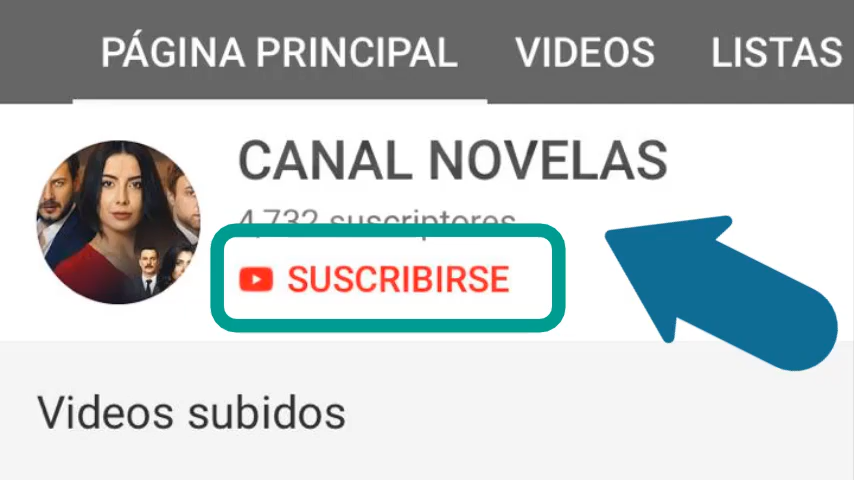 PÁGINA PRINCIPAL VIDEOS LISTAS
CANAL NOVELAS
4,732 suscriptores
SUSCRIBIRSE
Videos subidos